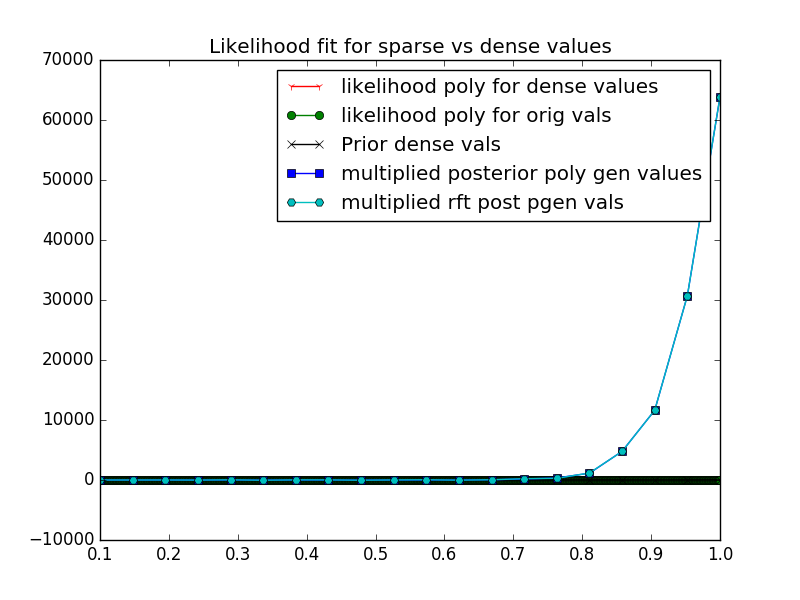 Likelihood fit for sparse vs dense values
70000
60000
50000
40000
30000
20000
10000
0
−10000
likelihood poly for dense values
likelihood poly for orig vals
Prior dense vals
multiplied posterior poly gen values
multiplied rft post pgen vals
0.1 0.2 0.3 0.4 0.5 0.6 0.7 0.8 0.9 1.0